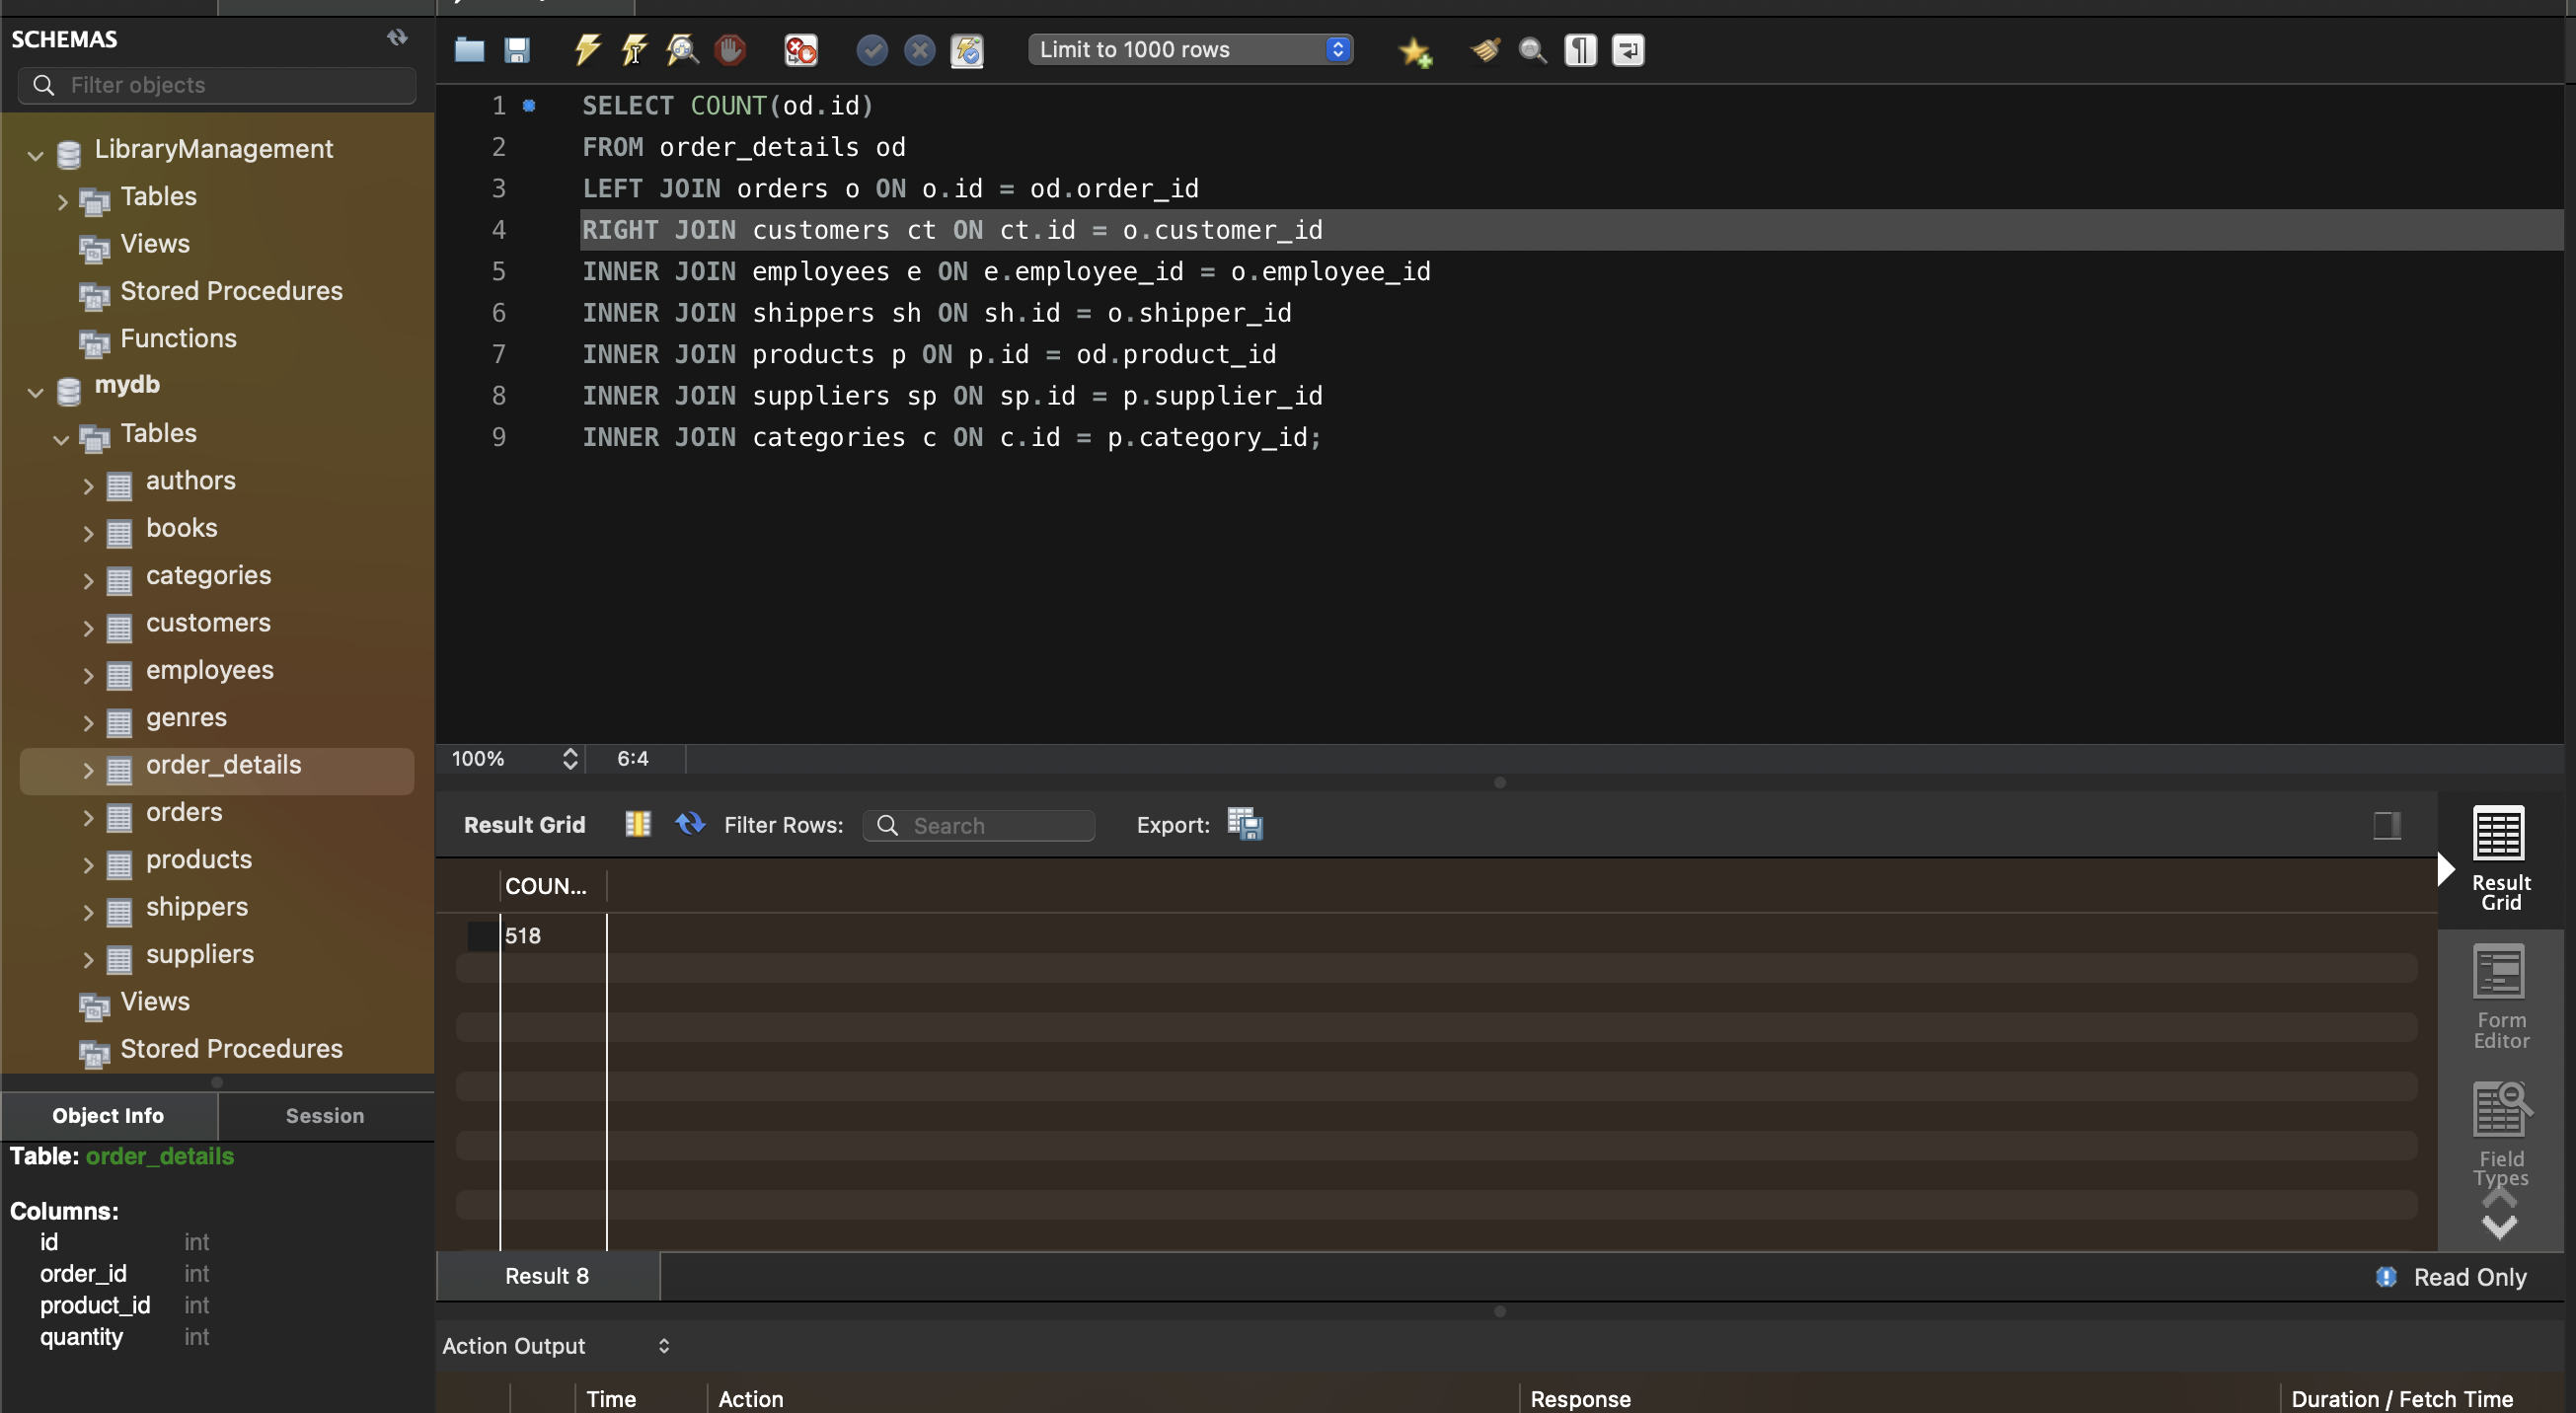 SCHEMAS
Filter objects
LibraryManagement
Tables
Views
Stored Procedures
Functions
mydb
Tables
authors
books
categories
customers
employees
genres
order_details
orders
products
shippers
suppliers
Views
Stored Procedures
Object Info
Session
Table: order_details
Columns:
id int
order_id int
product_id int
quantity int
Limit to 1000 rows
1 SELECT COUNT(od.id)
2 FROM order_details od
3 LEFT JOIN orders o ON o.id = od.order_id
4 RIGHT JOIN customers ct ON ct.id = o.customer_id
5 INNER JOIN employees e ON e.employee_id = o.employee_id
6 INNER JOIN shippers sh ON sh.id = o.shipper_id
7 INNER JOIN products p ON p.id = od.product_id
8 INNER JOIN suppliers sp ON sp.id = p.supplier_id
9 INNER JOIN categories c ON c.id = p.category_id;
100% 6:4
Result Grid Filter Rows: Search Export:
COUN...
518
Result
Grid
Form
Editor
Field
Types
Result 8
Read Only
Action Output
Time Action Response Duration / Fetch Time